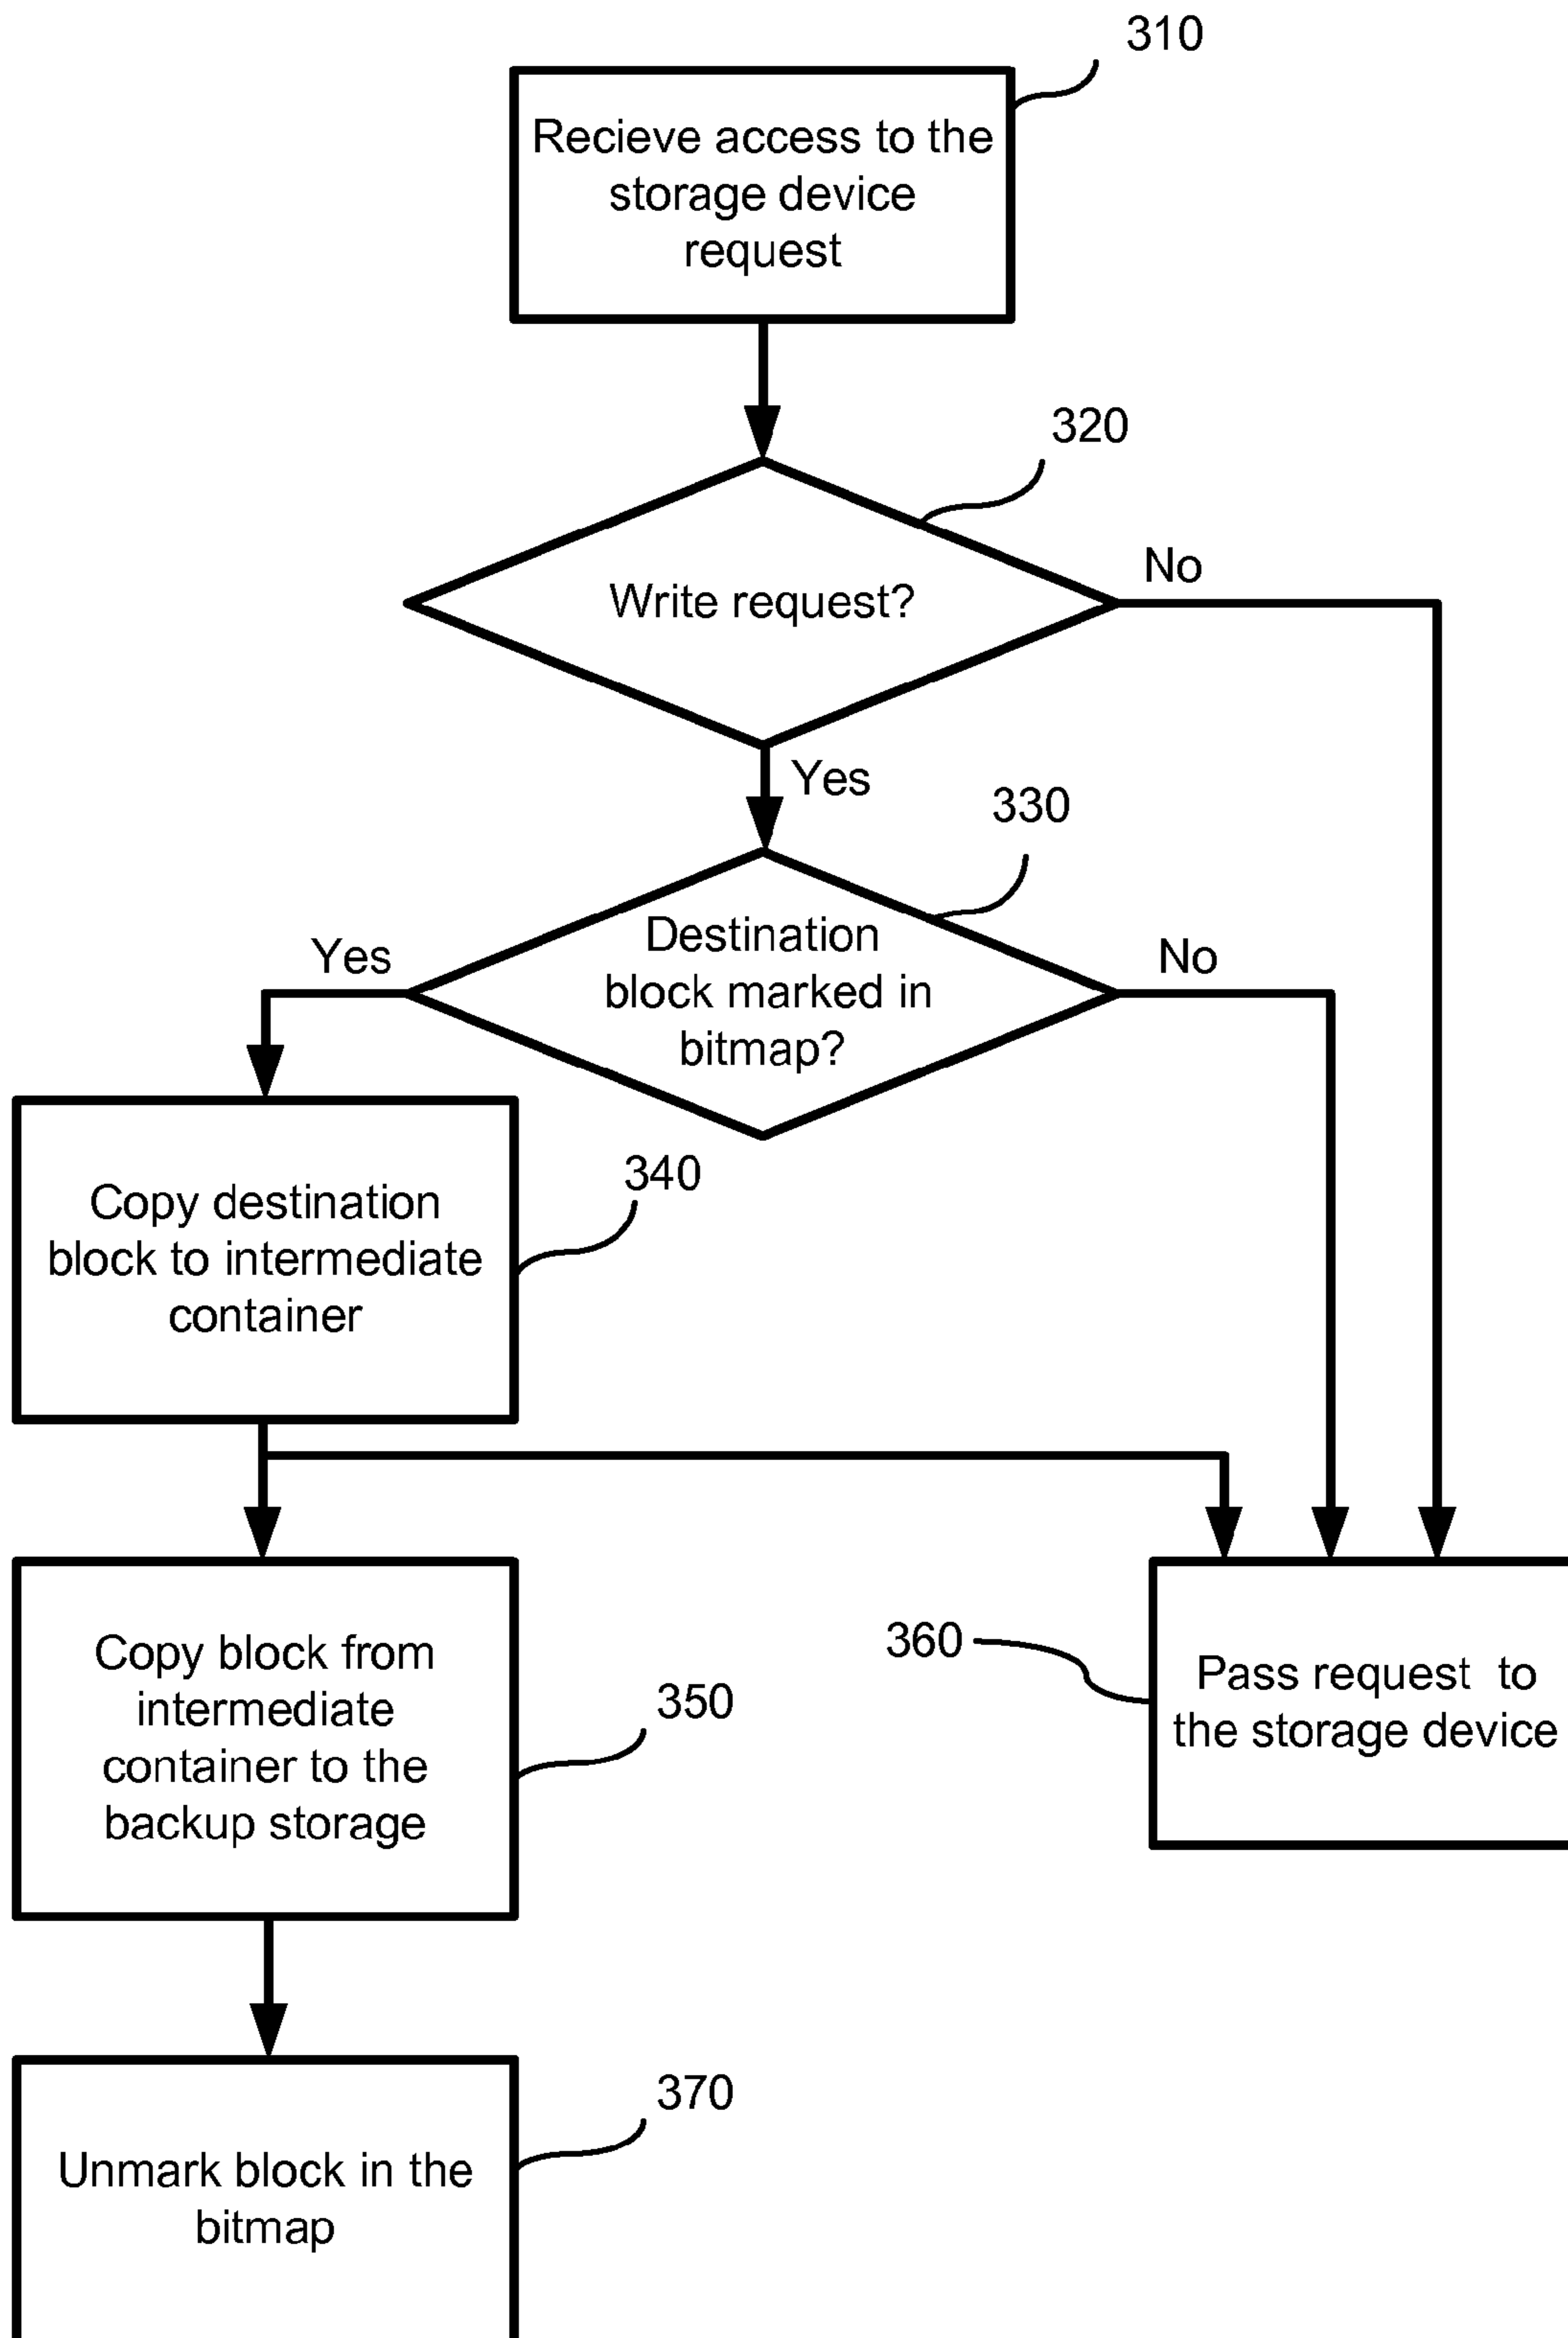 310
Recieve access to the
storage device
request
320
No
Write request?
Yes
330
Yes
Destination
block marked in
bitmap?
No
340
Copy destination
block to intermediate
container
350
360
Copy block from
intermediate
container to the
backup storage
Pass request to
the storage device
370
Unmark block in the
bitmap